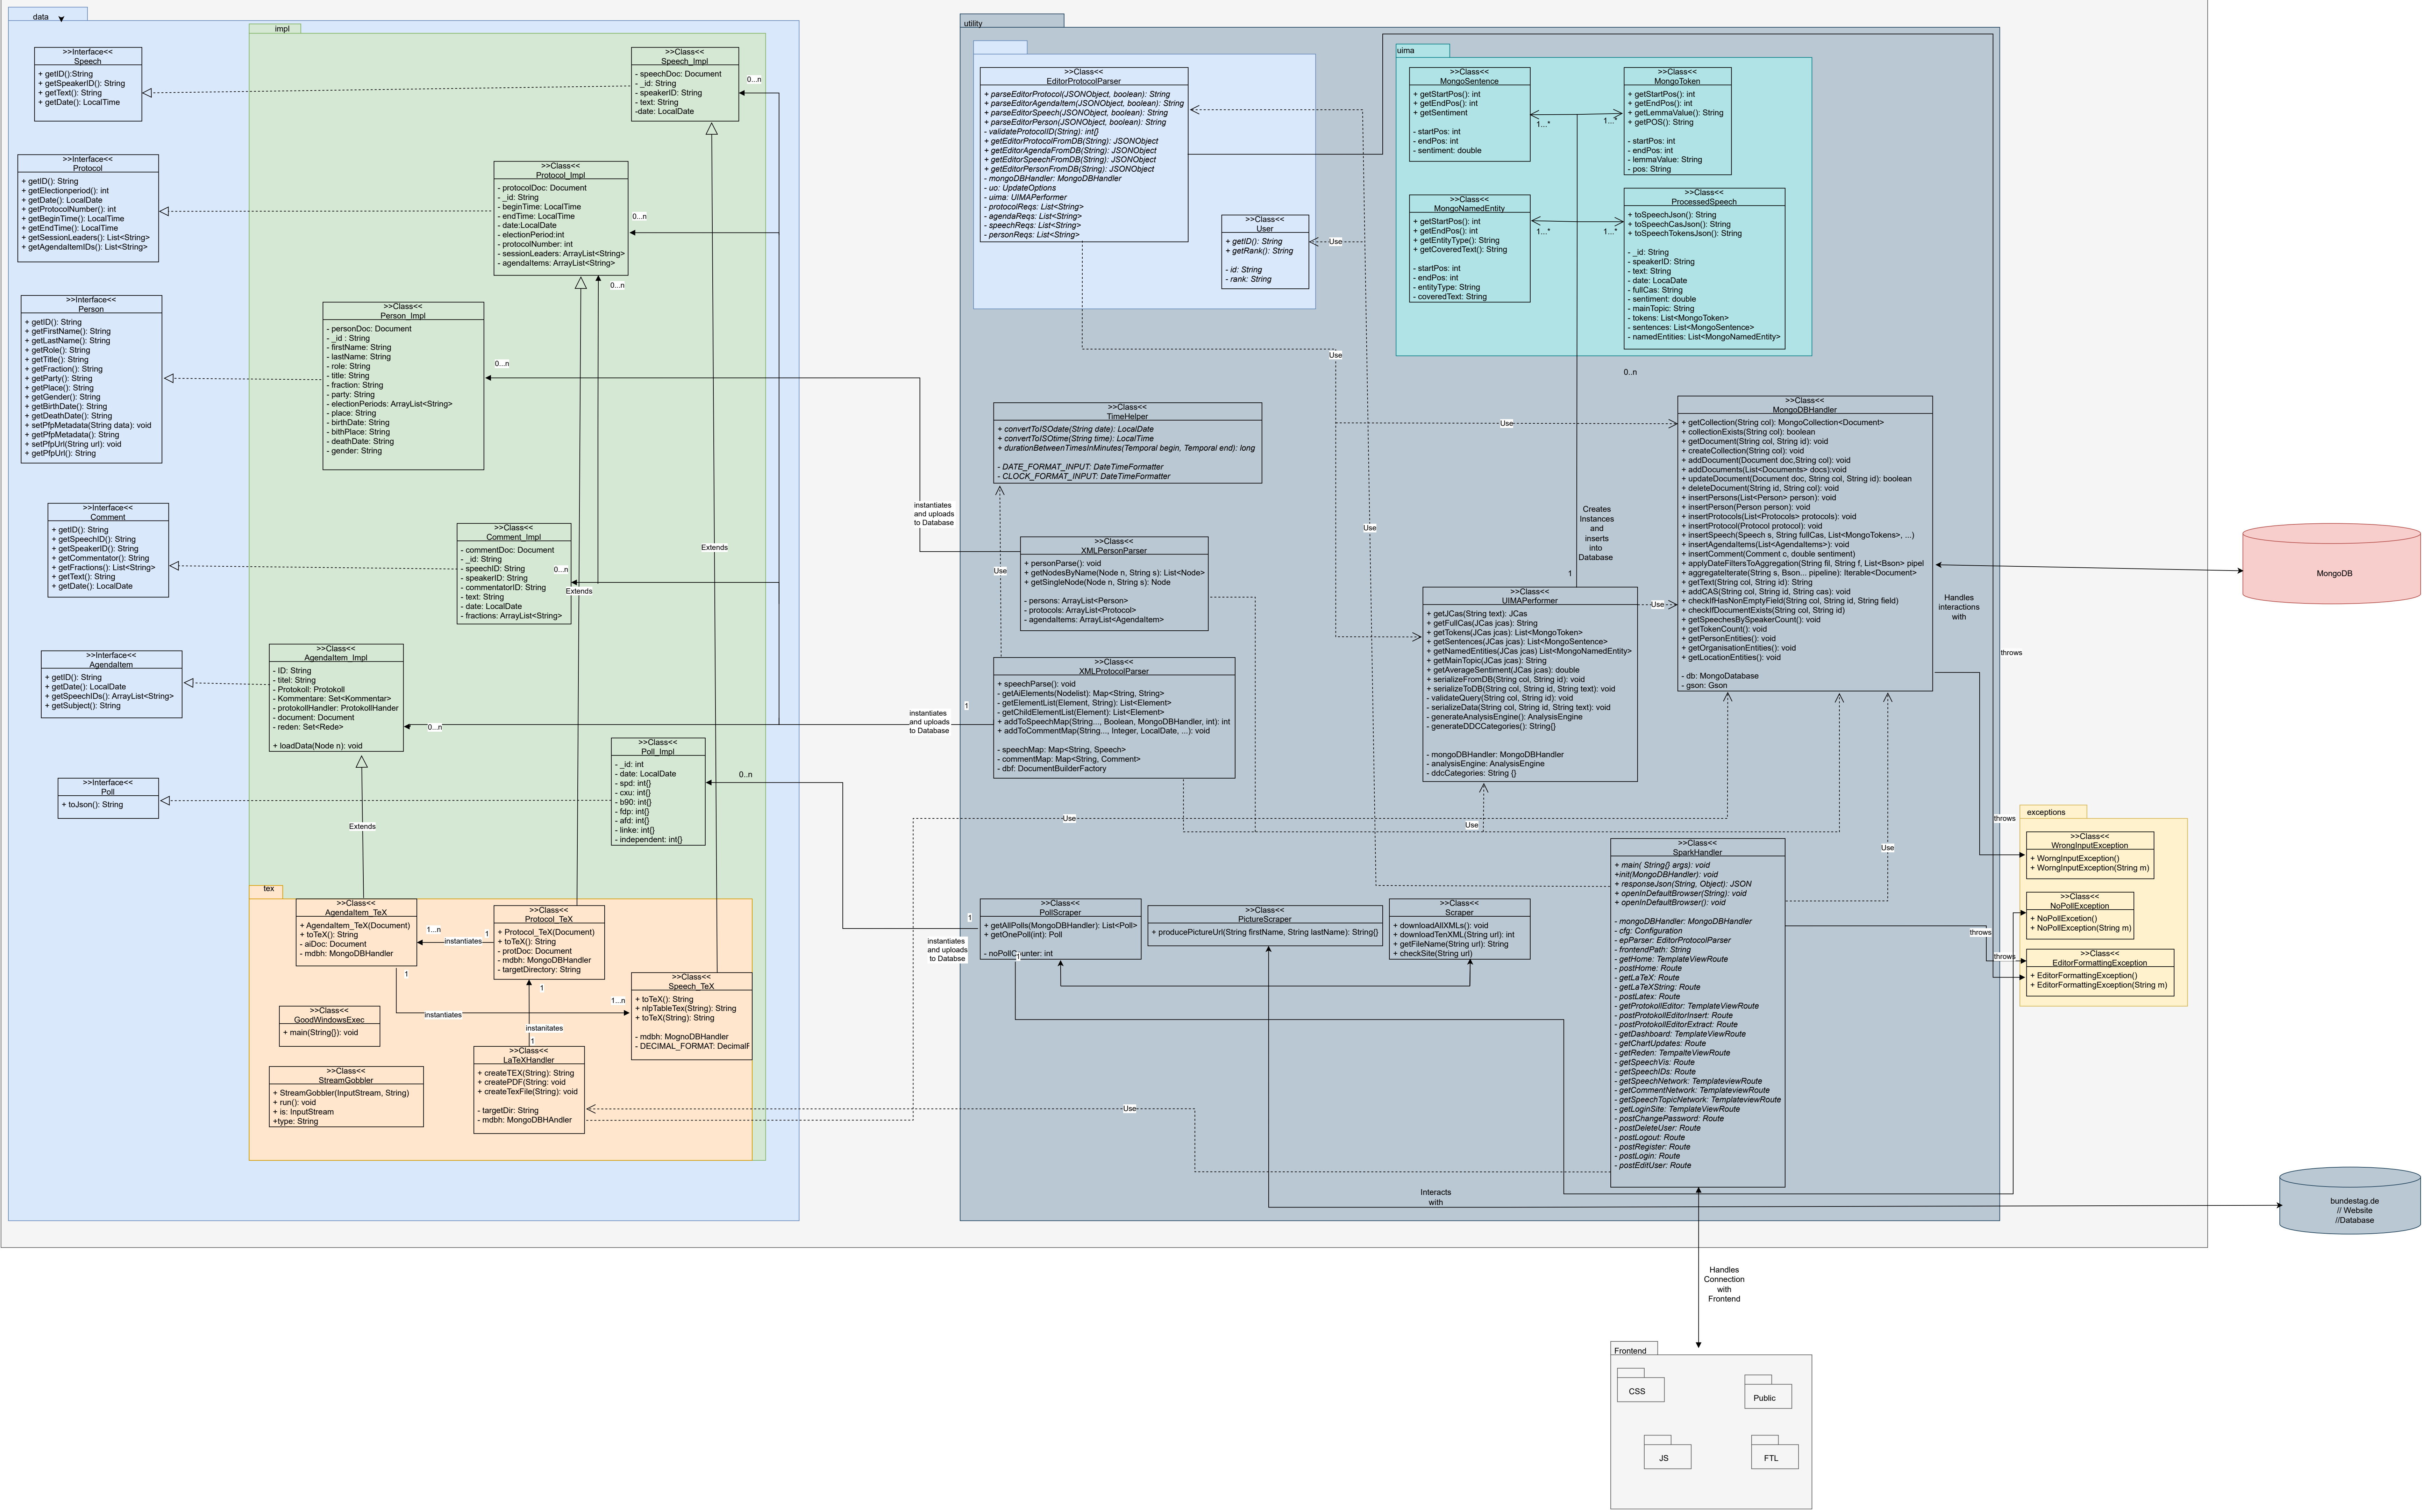 data
>>Interface<<
Speech
+ getID():String
+ getSpeakerID(): String
+ getText(): String
+ getDate(): LocalTime
>>Interface<<
Protocol
+ getID(): String
+ getElectionperiod(): int
+ getDate(): LocalDate
+ getProtocolNumber(): int
+ getBeginTime(): LocalTime
+ getEndTime(): LocalTime
+ getSessionLeaders(): List<String>
+ getAgendaItemIDs(): List<String>
>>Interface<<
Person
+ getID(): String
+ getFirstName(): String
+ getLastName(): String
+ getRole(): String
+ getTitle(): String
+ getFraction(): String
+ getParty(): String
+ getPlace(): String
+ getGender(): String
+ getBirthDate(): String
+ getDeathDate(): String
+ setPfpMetadata(String data): void
+ getPfpMetadata(): String
+ setPfpUrl(String url): void
+ getPfpUrl(): String
>>Interface<<
Comment
+ getID(): String
+ getSpeechID(): String
+ getSpeakerID(): String
+ getCommentator(): String
+ getFractions(): List<String>
+ getText(): String
+ getDate(): LocalDate
>>Interface<<
AgendaItem
+ getID(): String
+ getDate(): LocalDate
+ getSpeechIDs(): ArrayList<String>
+ getSubject(): String
>>Interface<<
Poll
+ toJson(): String
impl
>>Class<<
Speech_Impl
- speechDoc: Document
- _id: String
- speakerID: String
- text: String
-date: LocalDate
0...n
>>Class<<
Protocol_Impl
- protocolDoc: Document
- _id: String
- beginTime: LocalTime
- endTime: LocalTime
- date:LocalDate
- electionPeriod:int
- protocolNumber: int
- sessionLeaders: ArrayList<String>
- agendaItems: ArrayList<String>
0...n
0...n
>>Class<<
Person_Impl
- personDoc: Document
- _id : String
- firstName: String
- lastName: String
- role: String
- title: String
- fraction: String
- party: String
- electionPeriods: ArrayList<String>
- place: String
- birthDate: String
- bithPlace: String
- deathDate: String
- gender: String
0...n
>>Class<<
Comment_Impl
- commentDoc: Document
- _id: String
- speechID: String
- speakerID: String
- commentatorID: String
- text: String
- date: LocalDate
- fractions: ArrayList<String>
0...n
Extends
Extends
>>Class<<
AgendaItem_Impl
- ID: String
- titel: String
- Protokoll: Protokoll
- Kommentare: Set<Kommentar>
- protokollHandler: ProtokollHander
- document: Document
- reden: Set<Rede>
+ loadData(Node n): void
0...n
>>Class<<
Poll_Impl
- _id: int
- date: LocalDate
- spd: int{}
- cxu: int{}
- b90: int{}
- fdp: int{}
- afd: int{}
- linke: int{}
- independent: int{}
0..n
Extends
tex
>>Class<<
AgendaItem_TeX
+ AgendaItem_TeX(Document)
+ toTeX(): String
- aiDoc: Document
- mdbh: MongoDBHandler
1...n
instantiates
1
>>Class<<
Protocol_TeX
+ Protocol_TeX(Document)
+ toTeX(): String
- protDoc: Document
- mdbh: MongoDBHandler
- targetDirectory: String
1
instantiates
1...n
>>Class<<
Speech_TeX
+ toTeX(): String
+ nlpTableTex(String): String
+ toTeX(String): String
- mdbh: MognoDBHandler
- DECIMAL_FORMAT: DecimalF
>>Class<<
GoodWindowsExec
+ main(String{}): void
1
instanitates
1
>>Class<<
LaTeXHandler
+ createTEX(String): String
+ createPDF(String: void
+ createTexFile(String): void
- targetDir: String
- mdbh: MongoDBHAndler
>>Class<<
StreamGobbler
+ StreamGobbler(InputStream, String)
+ run(): void
+ is: InputStream
+type: String
instantiates
and uploads
to Database
instantiates
and uploads
to Database
1
instantiates
and uploads
to Databse
1
utility
>>Class<<
EditorProtocolParser
+ parseEditorProtocol(JSONObject, boolean): String
+ parseEditorAgendaItem(JSONObject, boolean): String
+ parseEditorSpeech(JSONObject, boolean): String
+ parseEditorPerson(JSONObject, boolean): String
- validateProtocolID(String): int{}
+ getEditorProtocolFromDB(String): JSONObject
+ getEditorAgendaFromDB(String): JSONObject
+ getEditorSpeechFromDB(String): JSONObject
+ getEditorPersonFromDB(String): JSONObject
- mongoDBHandler: MongoDBHandler
- uo: UpdateOptions
- uima: UIMAPerformer
- protocolReqs: List<String>
- agendaReqs: List<String>
- speechReqs: List<String>
- personReqs: List<String>
>>Class<<
User
+ getID(): String
+ getRank(): String
- id: String
- rank: String
Use
Use
Use
Use
uima
>>Class<<
MongoSentence
+ getStartPos(): int
+ getEndPos(): int
+ getSentiment
- startPos: int
- endPos: int
- sentiment: double
1...*
1...*
>>Class<<
MongoToken
+ getStartPos(): int
+ getEndPos(): int
+ getLemmaValue(): String
+ getPOS(): String
- startPos: int
- endPos: int
- lemmaValue: String
- pos: String
>>Class<<
MongoNamedEntity
+ getStartPos(): int
+ getEndPos(): int
+ getEntityType(): String
+ getCoveredText(): String
- startPos: int
- endPos: int
- entityType: String
- coveredText: String
1...*
1...*
>>Class<<
ProcessedSpeech
+ toSpeechJson(): String
+ toSpeechCasJson(): String
+ toSpeechTokensJson(): String
- _id: String
- speakerID: String
- text: String
- date: LocaDate
- fullCas: String
- sentiment: double
- mainTopic: String
- tokens: List<MongoToken>
- sentences: List<MongoSentence>
- namedEntities: List<MongoNamedEntity>
0...n
>>Class<<
TimeHelper
+ convertToISOdate(String date): LocalDate
+ convertToISOtime(String time): LocalTime
+ durationBetweenTimesInMinutes(Temporal begin, Temporal end): long
- DATE_FORMAT_INPUT: DateTimeFormatter
- CLOCK_FORMAT_INPUT: DateTimeFormatter
Use
>>Class<<
XMLPersonParser
+ personParse(): void
+ getNodesByName(Node n, String s): List<Node>
+ getSingleNode(Node n, String s): Node
- persons: ArrayList<Person>
- protocols: ArrayList<Protocol>
- agendaItems: ArrayList<AgendaItem>
>>Class<<
XMLProtocolParser
+ speechParse(): void
- getAiElements(Nodelist): Map<String, String>
- getElementList(Element, String): List<Element>
- getChildElementList(Element): List<Element>
+ addToSpeechMap(String..., Boolean, MongoDBHandler, int): int
+ addToCommentMap(String..., Integer, LocalDate, ...): void
- speechMap: Map<String, Speech>
- commentMap: Map<String, Comment>
- dbf: DocumentBuilderFactory
Creates
Instances
and
inserts
into
Database
1
>>Class<<
UIMAPerformer
+ getJCas(String text): JCas
+ getFullCas(JCas jcas): String
+ getTokens(JCas jcas): List<MongoToken>
+ getSentences(JCas jcas): List<MongoSentence>
+ getNamedEntities(JCas jcas) List<MongoNamedEntity>
+ getMainTopic(JCas jcas): String
+ getAverageSentiment(JCas jcas): double
+ serializeFromDB(String col, String id): void
+ serializeToDB(String col, String id, String text): void
- validateQuery(String col, String id): void
- serializeData(String col, String id, String text): void
- generateAnalysisEngine(): AnalysisEngine
- generateDDCCategories(): String{}
- mongoDBHandler: MongoDBHandler
- analysisEngine: AnalysisEngine
- ddcCategories: String {}
Use
>>Class<<
MongoDBHandler
+ getCollection(String col): MongoCollection<Document>
+ collectionExists(String col): boolean
+ getDocument(String col, String id): void
+ createCollection(String col): void
+ addDocument(Document doc,String col): void
+ addDocuments(List<Documents> docs):void
+ updateDocument(Document doc, String col, String id): boolean
+ deleteDocument(String id, String col): void
+ insertPersons(List<Person> person): void
+ insertPerson(Person person): void
+ insertProtocols(List<Protocols> protocols): void
+ insertProtocol(Protocol protocol): void
+ insertSpeech(Speech s, String fullCas, List<MongoTokens>, ...)
+ insertAgendaItems(List<AgendaItems>): void
+ insertComment(Comment c, double sentiment)
+ applyDateFiltersToAggregation(String fil, String f, List<Bson> pipel
+ aggregateIterate(String s, Bson... pipeline): Iterable<Document>
+ getText(String col, String id): String
+ addCAS(String col, String id, String cas): void
+ checkIfHasNonEmptyField(String col, String id, String field)
+ checkIfDocumentExists(String col, String id)
+ getSpeechesBySpeakerCount(): void
+ getTokenCount(): void
+ getPersonEntities(): void
+ getOrganisationEntities(): void
+ getLocationEntities(): void
- db: MongoDatabase
- gson: Gson
Handles
interactions
with
MongoDB
throws
Use
Use
Use
>>Class<<
PollScraper
+ getAllPolls(MongoDBHandler): List<Poll>
+ getOnePoll(int): Poll
- noPollCounter: int
1
>>Class<<
PictureScraper
+ producePictureUrl(String firstName, String lastName): String{}
>>Class<<
Scraper
+ downloadAllXMLs(): void
+ downloadTenXML(String url): int
+ getFileName(String url): String
+ checkSite(String url)
>>Class<<
SparkHandler
+ main( String{} args): void
+init(MongoDBHandler): void
+ responseJson(String, Object): JSON
+ openInDefaultBrowser(String): void
+ openInDefaultBrowser(): void
- mongoDBHandler: MongoDBHandler
- cfg: Configuration
- epParser: EditorProtocolParser
- frontendPath: String
- getHome: TemplateViewRoute
- postHome: Route
- getLaTeX: Route
- getLaTeXString: Route
- postLatex: Route
- getProtokollEditor: TemplateViewRoute
- postProtokollEditorInsert: Route
- postProtokollEditorExtract: Route
- getDashboard: TemplateViewRoute
- getChartUpdates: Route
- getReden: TempalteViewRoute
- getSpeechVis: Route
- getSpeechIDs: Route
- getSpeechNetwork: TemplateviewRoute
- getCommentNetwork: TemplateViewRoute
- getSpeechTopicNetwork: TemplateviewRoute
- getLoginSite: TemplateViewRoute
- postChangePassword: Route
- postDeleteUser: Route
- postLogout: Route
- postRegister: Route
- postLogin: Route
- postEditUser: Route
Use
Interacts
with
throws
throws
throws
exceptions
>>Class<<
WrongInputException
+ WorngInputException()
+ WorngInputException(String m)
>>Class<<
NoPollException
+ NoPollExcetion()
+ NoPollException(String m)
>>Class<<
EditorFormattingException
+ EditorFormattingException()
+ EditorFormattingException(String m)
bundestag.de
// Website
//Database
Handles
Connection
with
Frontend
Frontend
CSS
Public
JS
FTL